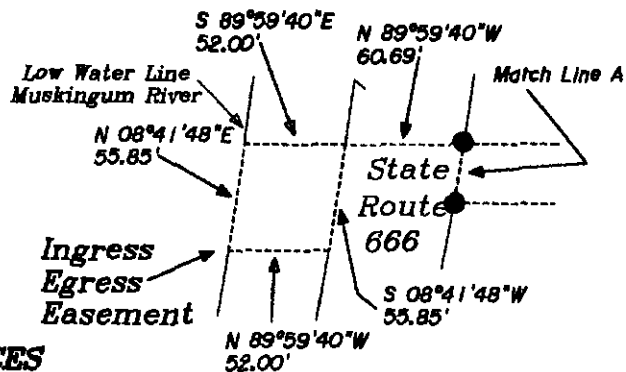 S 89°59'40"E
52.00'
N 89°59'40"W
60.69'
Low Water Line
Muskingum River
Match Line A
N 08°41'48"E
55.85'
State
Route
666
Ingress
Egress
Easement
S 08°41'48"W
55.85'
N 89°59'40"W
52.00'